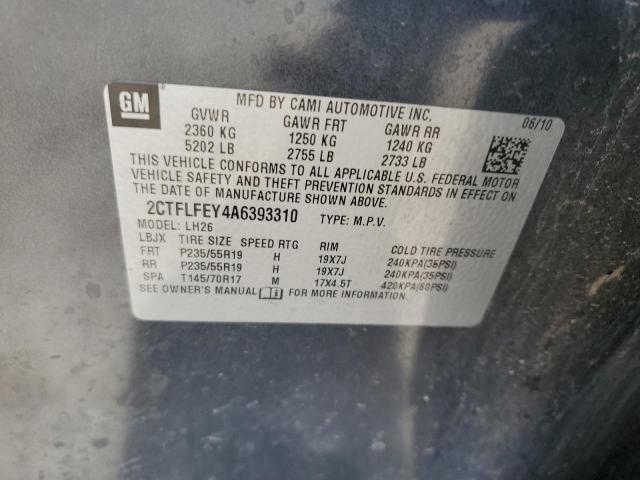 GM
MFD BY CAMI AUTOMOTIVE INC.
06/10
GVWR GAWR FRT GAWR RR
2360 KG 1250 KG 1240 KG
5202 LB 2755 LB 2733 LB
THIS VEHICLE CONFORMS TO ALL APPLICABLE U.S. FEDERAL MOTOR
VEHICLE SAFETY AND THEFT PREVENTION STANDARDS IN EFFECT ON
THE DATE OF MANUFACTURE SHOWN ABOVE.
2CTFLFEY4A6393310 TYPE: M.P.V.
MODEL: LH26
LBJX TIRE SIZE SPEED RTG RIM COLD TIRE PRESSURE
FRT P235/55R19 H 19X7J 240KPA(35PSI)
RR P235/55R19 H 19X7J 240KPA(35PSI)
SPA T145/70R17 M 17X4.5T 420KPA(60PSI)
SEE OWNER'S MANUAL FOR MORE INFORMATION.